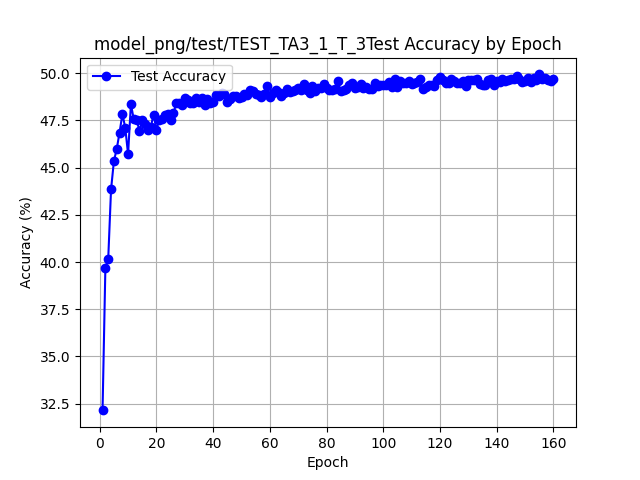 model_png/test/TEST_TA3_1_T_3Test Accuracy by Epoch
Test Accuracy
50.0
47.5
45.0
42.5
40.0
37.5
35.0
32.5
Accuracy (%)
0 20 40 60 80 100 120 140 160
Epoch